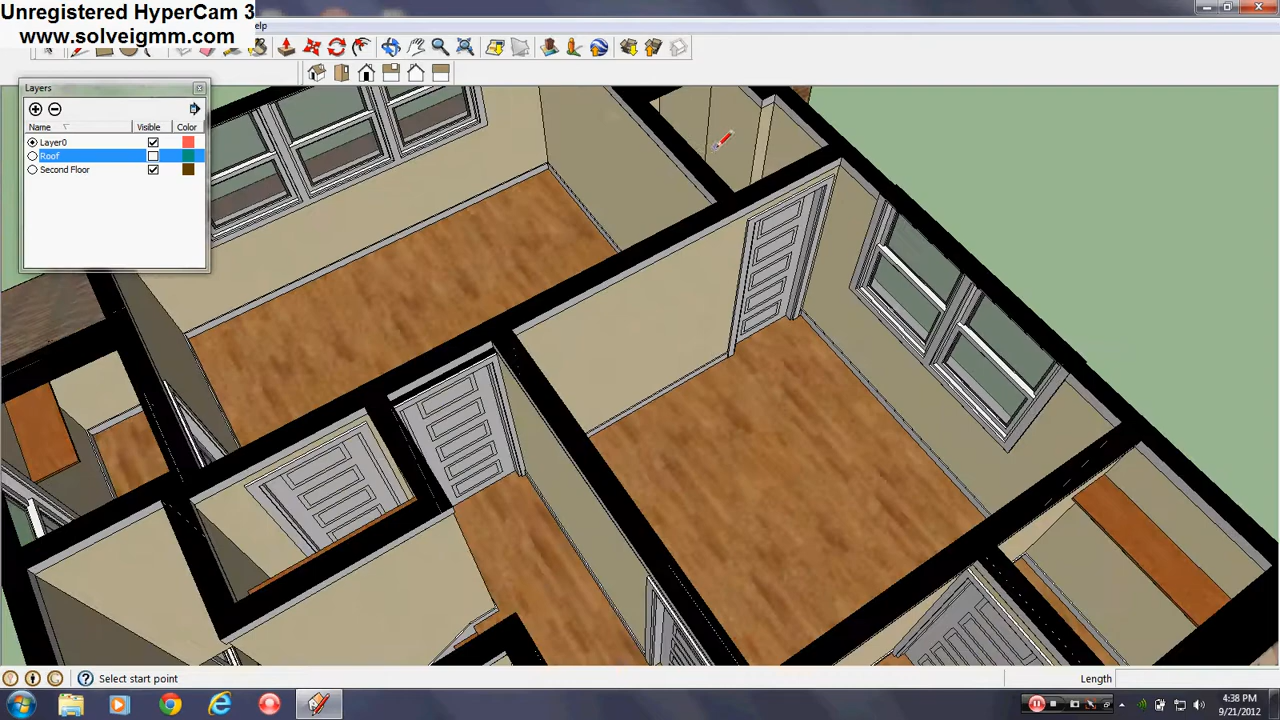 Unregistered HyperCam 3
www.solveigmm.com
elp
Layers
Name
Visible
Color
Layer0
Roof
Second Floor
Select start point
Length
4:38 PM
9/21/2012